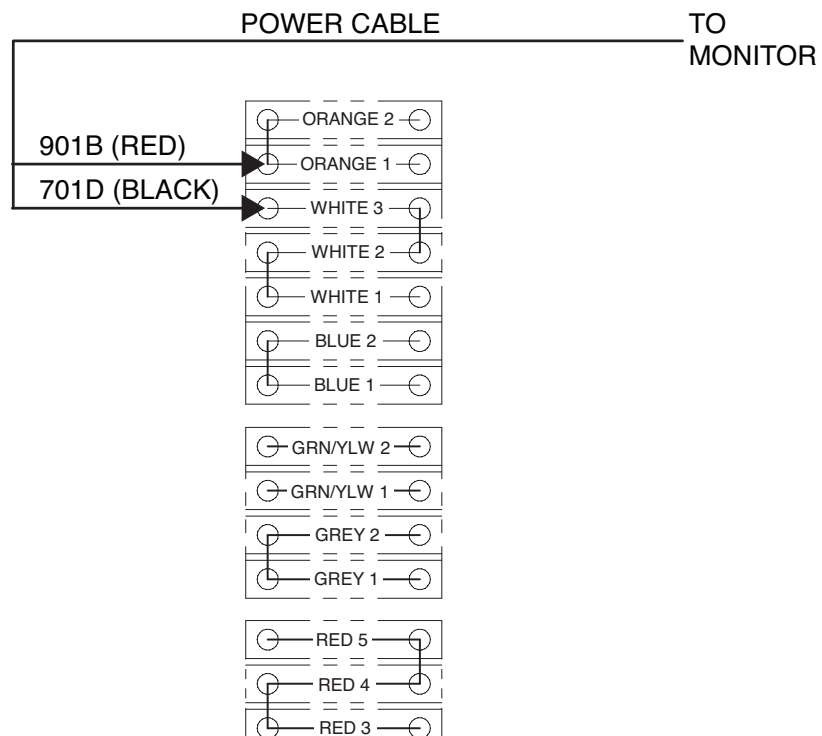 POWER CABLE
TO
MONITOR
901B (RED)
701D (BLACK)
ORANGE 2
ORANGE 1
WHITE 3
WHITE 2
WHITE 1
BLUE 2
BLUE 1
GRN/YLW 2
GRN/YLW 1
GREY 2
GREY 1
RED 5
RED 4
RED 3